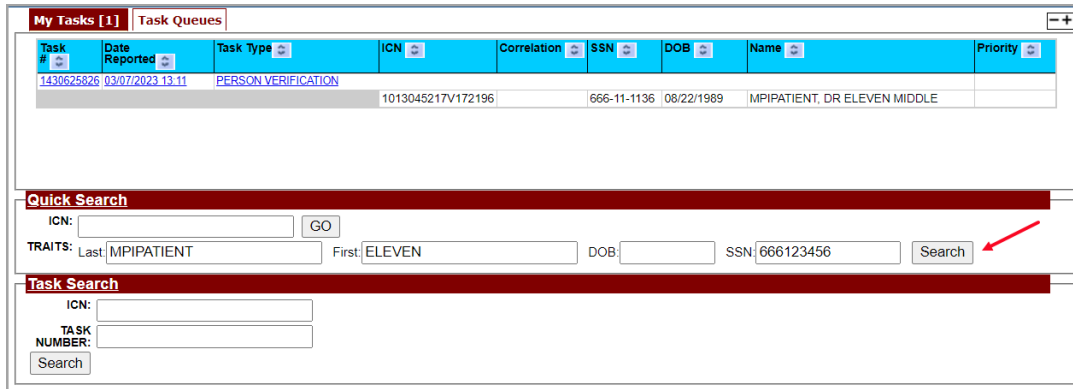 My Tasks [1] Task Queues
Task # Date Reported Task Type ICN Correlation SSN DOB Name Priority
1430625826 03/07/2023 13:11 PERSON VERIFICATION
1013045217V172196 666-11-1136 08/22/1989 MPIPATIENT, DR ELEVEN MIDDLE
Quick Search
ICN: GO
TRAITS: Last: MPIPATIENT First: ELEVEN DOB: SSN: 666123456 Search
Task Search
ICN:
TASK
NUMBER:
Search